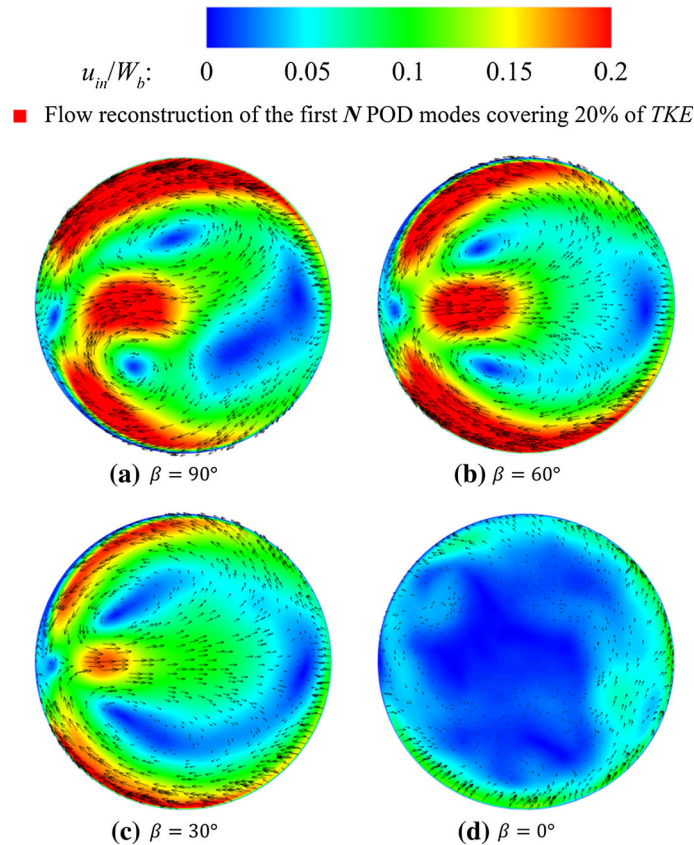 u_in/W_b: 0 0.05 0.1 0.15 0.2
■ Flow reconstruction of the first N POD modes covering 20% of TKE
(a) β = 90°
(b) β = 60°
(c) β = 30°
(d) β = 0°